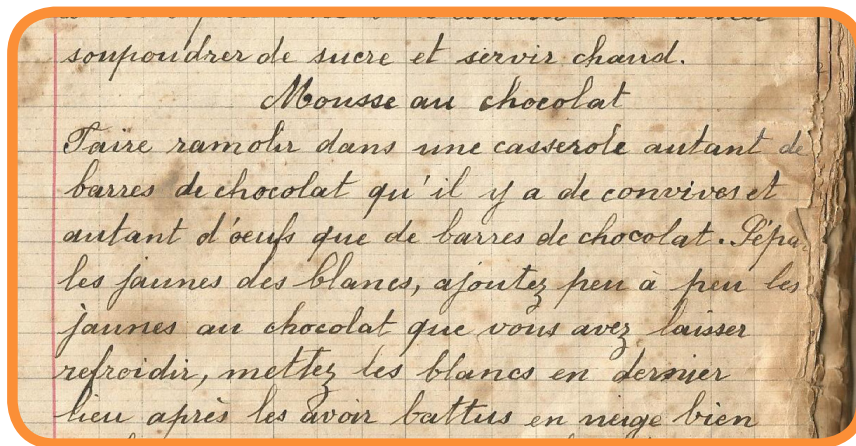 soupoudrer de sucre et servir chaud.
Mousse au chocolat
Faire ramolir dans une casserole autant de
barres de chocolat qu'il y a de convives et
autant d'oeufs que de barres de chocolat. Sépa
les jaunes des blancs, ajoutez peu à peu les
jaunes au chocolat que vous avez laisser
refroidir, mettez les blancs en dernier
lieu après les avoir battus en neige bien